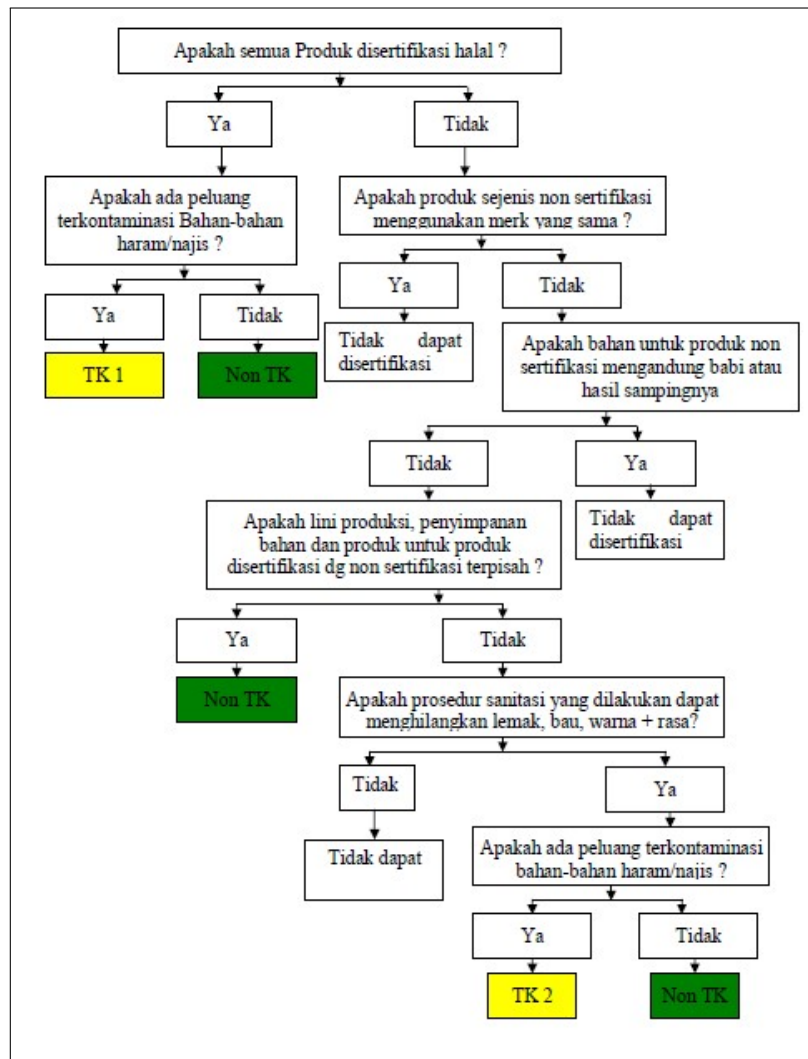 Apakah semua Produk disertifikasi halal ?
Ya
Tidak
Apakah ada peluang
terkontaminasi Bahan-bahan
haram/najis ?
Apakah produk sejenis non sertifikasi
menggunakan merk yang sama ?
Ya
Tidak
Ya
Tidak
TK 1
Non TK
Tidak dapat
disertifikasi
Apakah bahan untuk produk non
sertifikasi mengandung babi atau
hasil sampingnya
Tidak
Ya
Apakah lini produksi, penyimpanan
bahan dan produk untuk produk
disertifikasi dg non sertifikasi terpisah ?
Tidak dapat
disertifikasi
Ya
Tidak
Non TK
Apakah prosedur sanitasi yang dilakukan dapat
menghilangkan lemak, bau, warna + rasa?
Tidak
Ya
Tidak dapat
Apakah ada peluang terkontaminasi
bahan-bahan haram/najis ?
Ya
Tidak
TK 2
Non TK